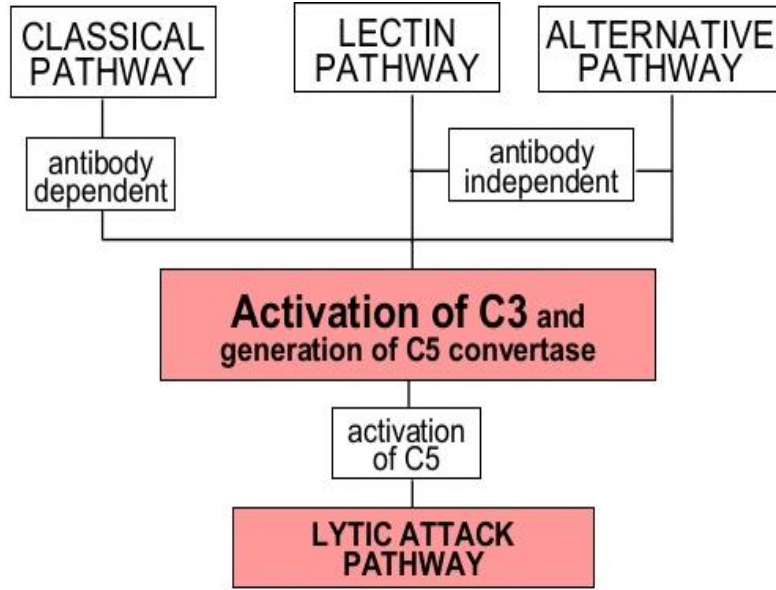 CLASSICAL
PATHWAY
LECTIN
PATHWAY
ALTERNATIVE
PATHWAY
antibody
dependent
antibody
independent
Activation of C3 and
generation of C5 convertase
activation
of C5
LYTIC ATTACK
PATHWAY